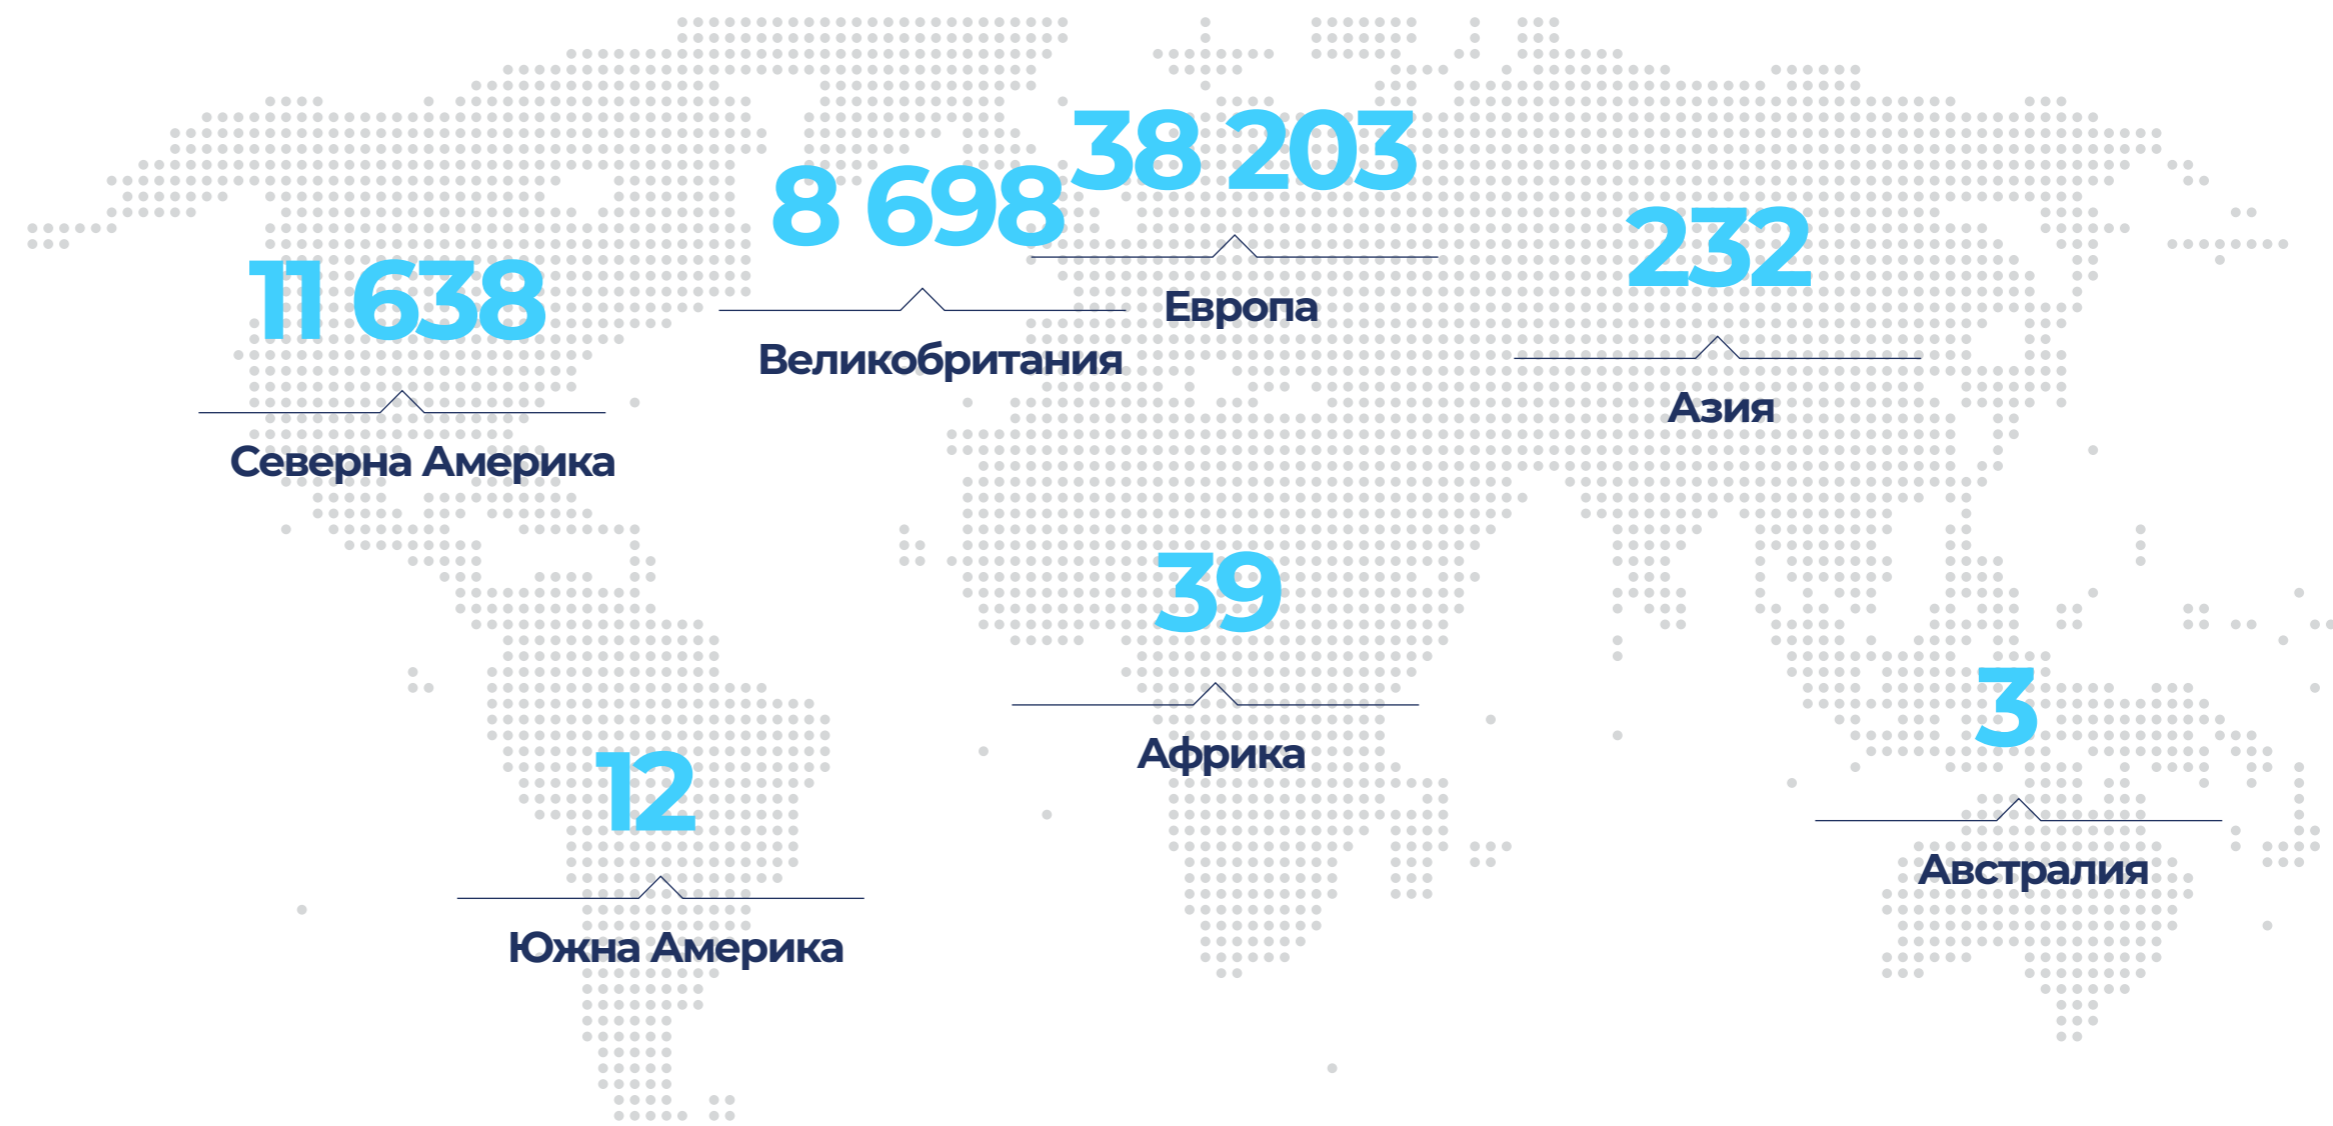 38 203
Европа
8 698
Великобритания
232
Азия
11 638
Северна Америка
39
Африка
3
Австралия
12
Южна Америка